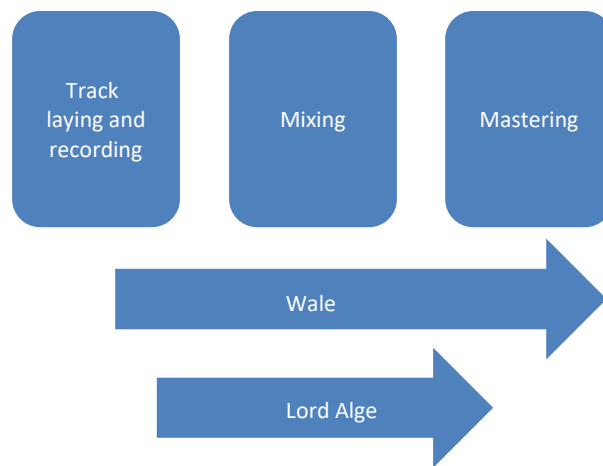 Track
laying and
recording
Mixing
Mastering
Wale
Lord Alge